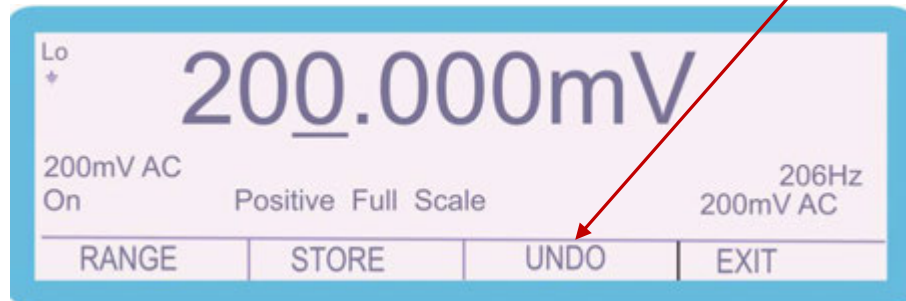 Lo
200.000mV
200mV AC
206Hz
On Positive Full Scale 200mV AC
RANGE STORE UNDO EXIT